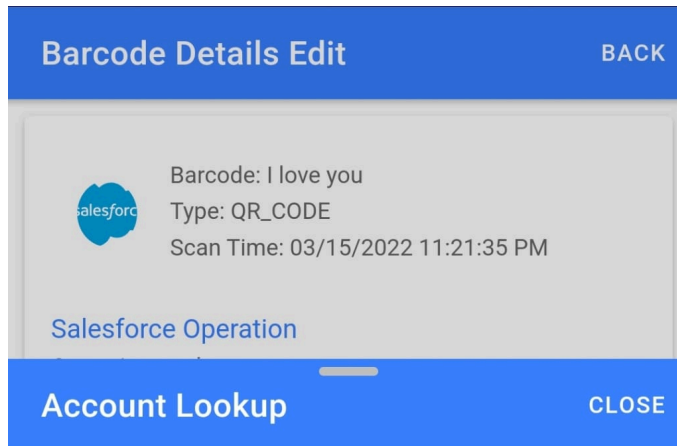 Barcode Details Edit BACK
Barcode: I love you
salesforc
Type: QR_CODE
Scan Time: 03/15/2022 11:21:35 PM
Salesforce Operation
Account Lookup CLOSE